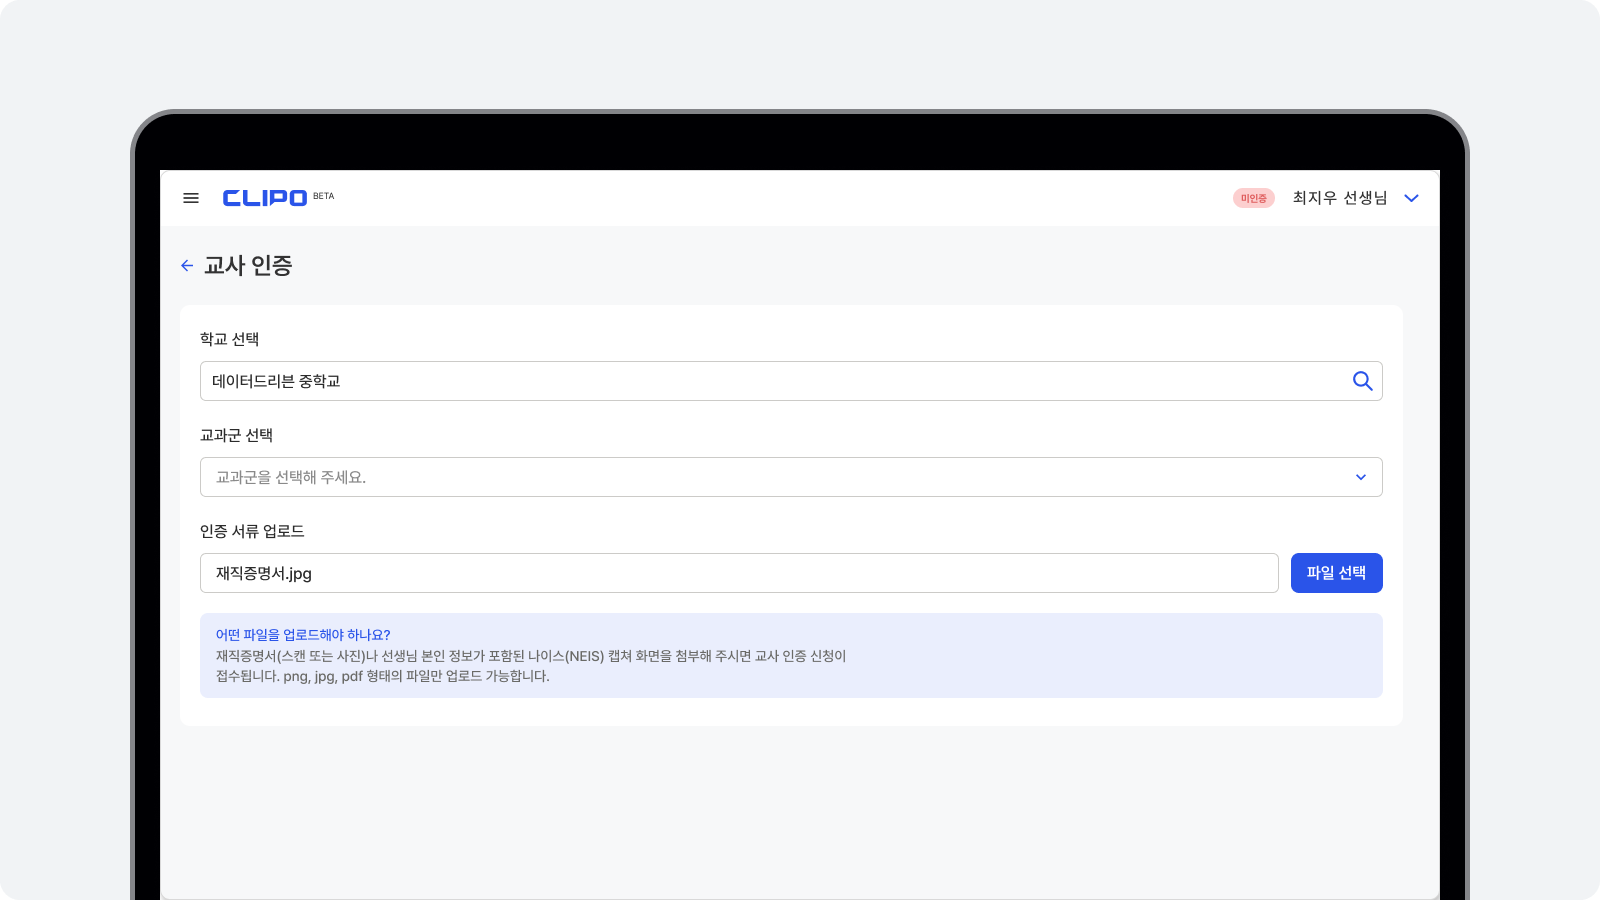 CLIPO BETA
미인증 최지우 선생님
교사 인증
학교 선택
데이터드리븐 중학교
교과군 선택
교과군을 선택해 주세요.
인증 서류 업로드
재직증명서.jpg
파일 선택
어떤 파일을 업로드해야 하나요?
재직증명서(스캔 또는 사진)나 선생님 본인 정보가 포함된 나이스(NEIS) 캡쳐 화면을 첨부해 주시면 교사 인증 신청이
접수됩니다. png, jpg, pdf 형태의 파일만 업로드 가능합니다.